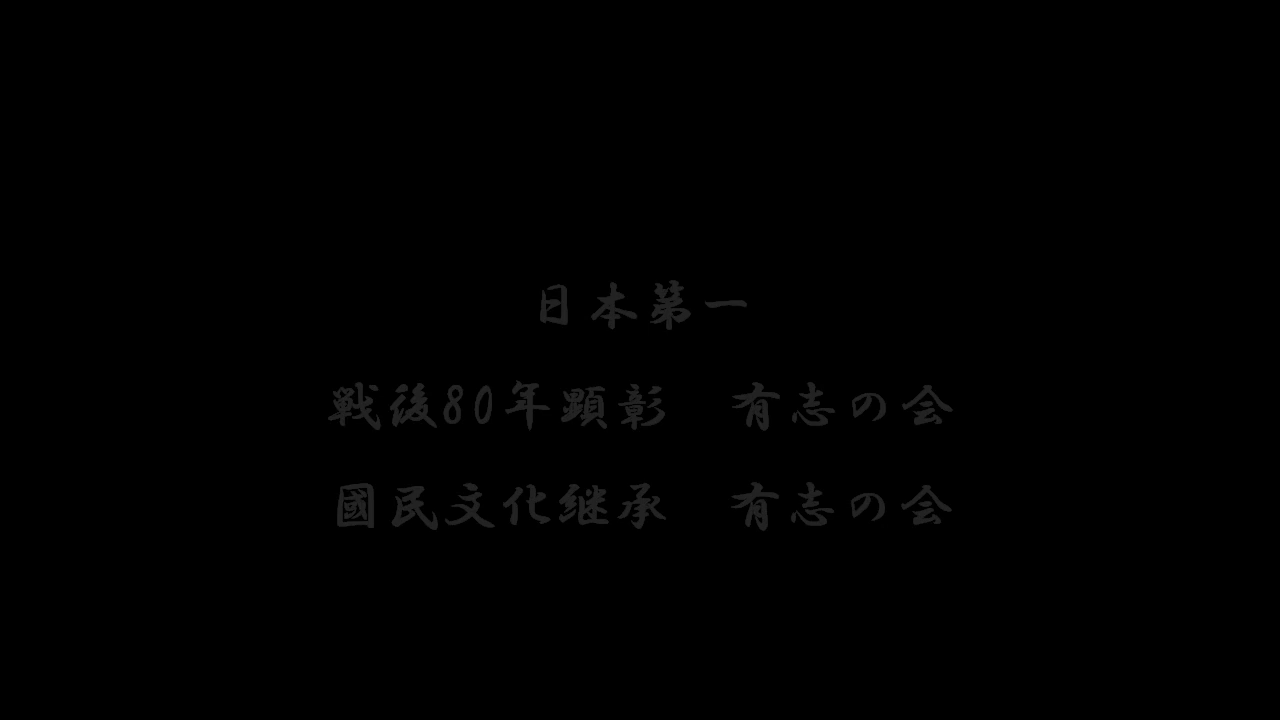 日本第一
戦後80年顕彰　有志の会
國民文化継承　有志の会